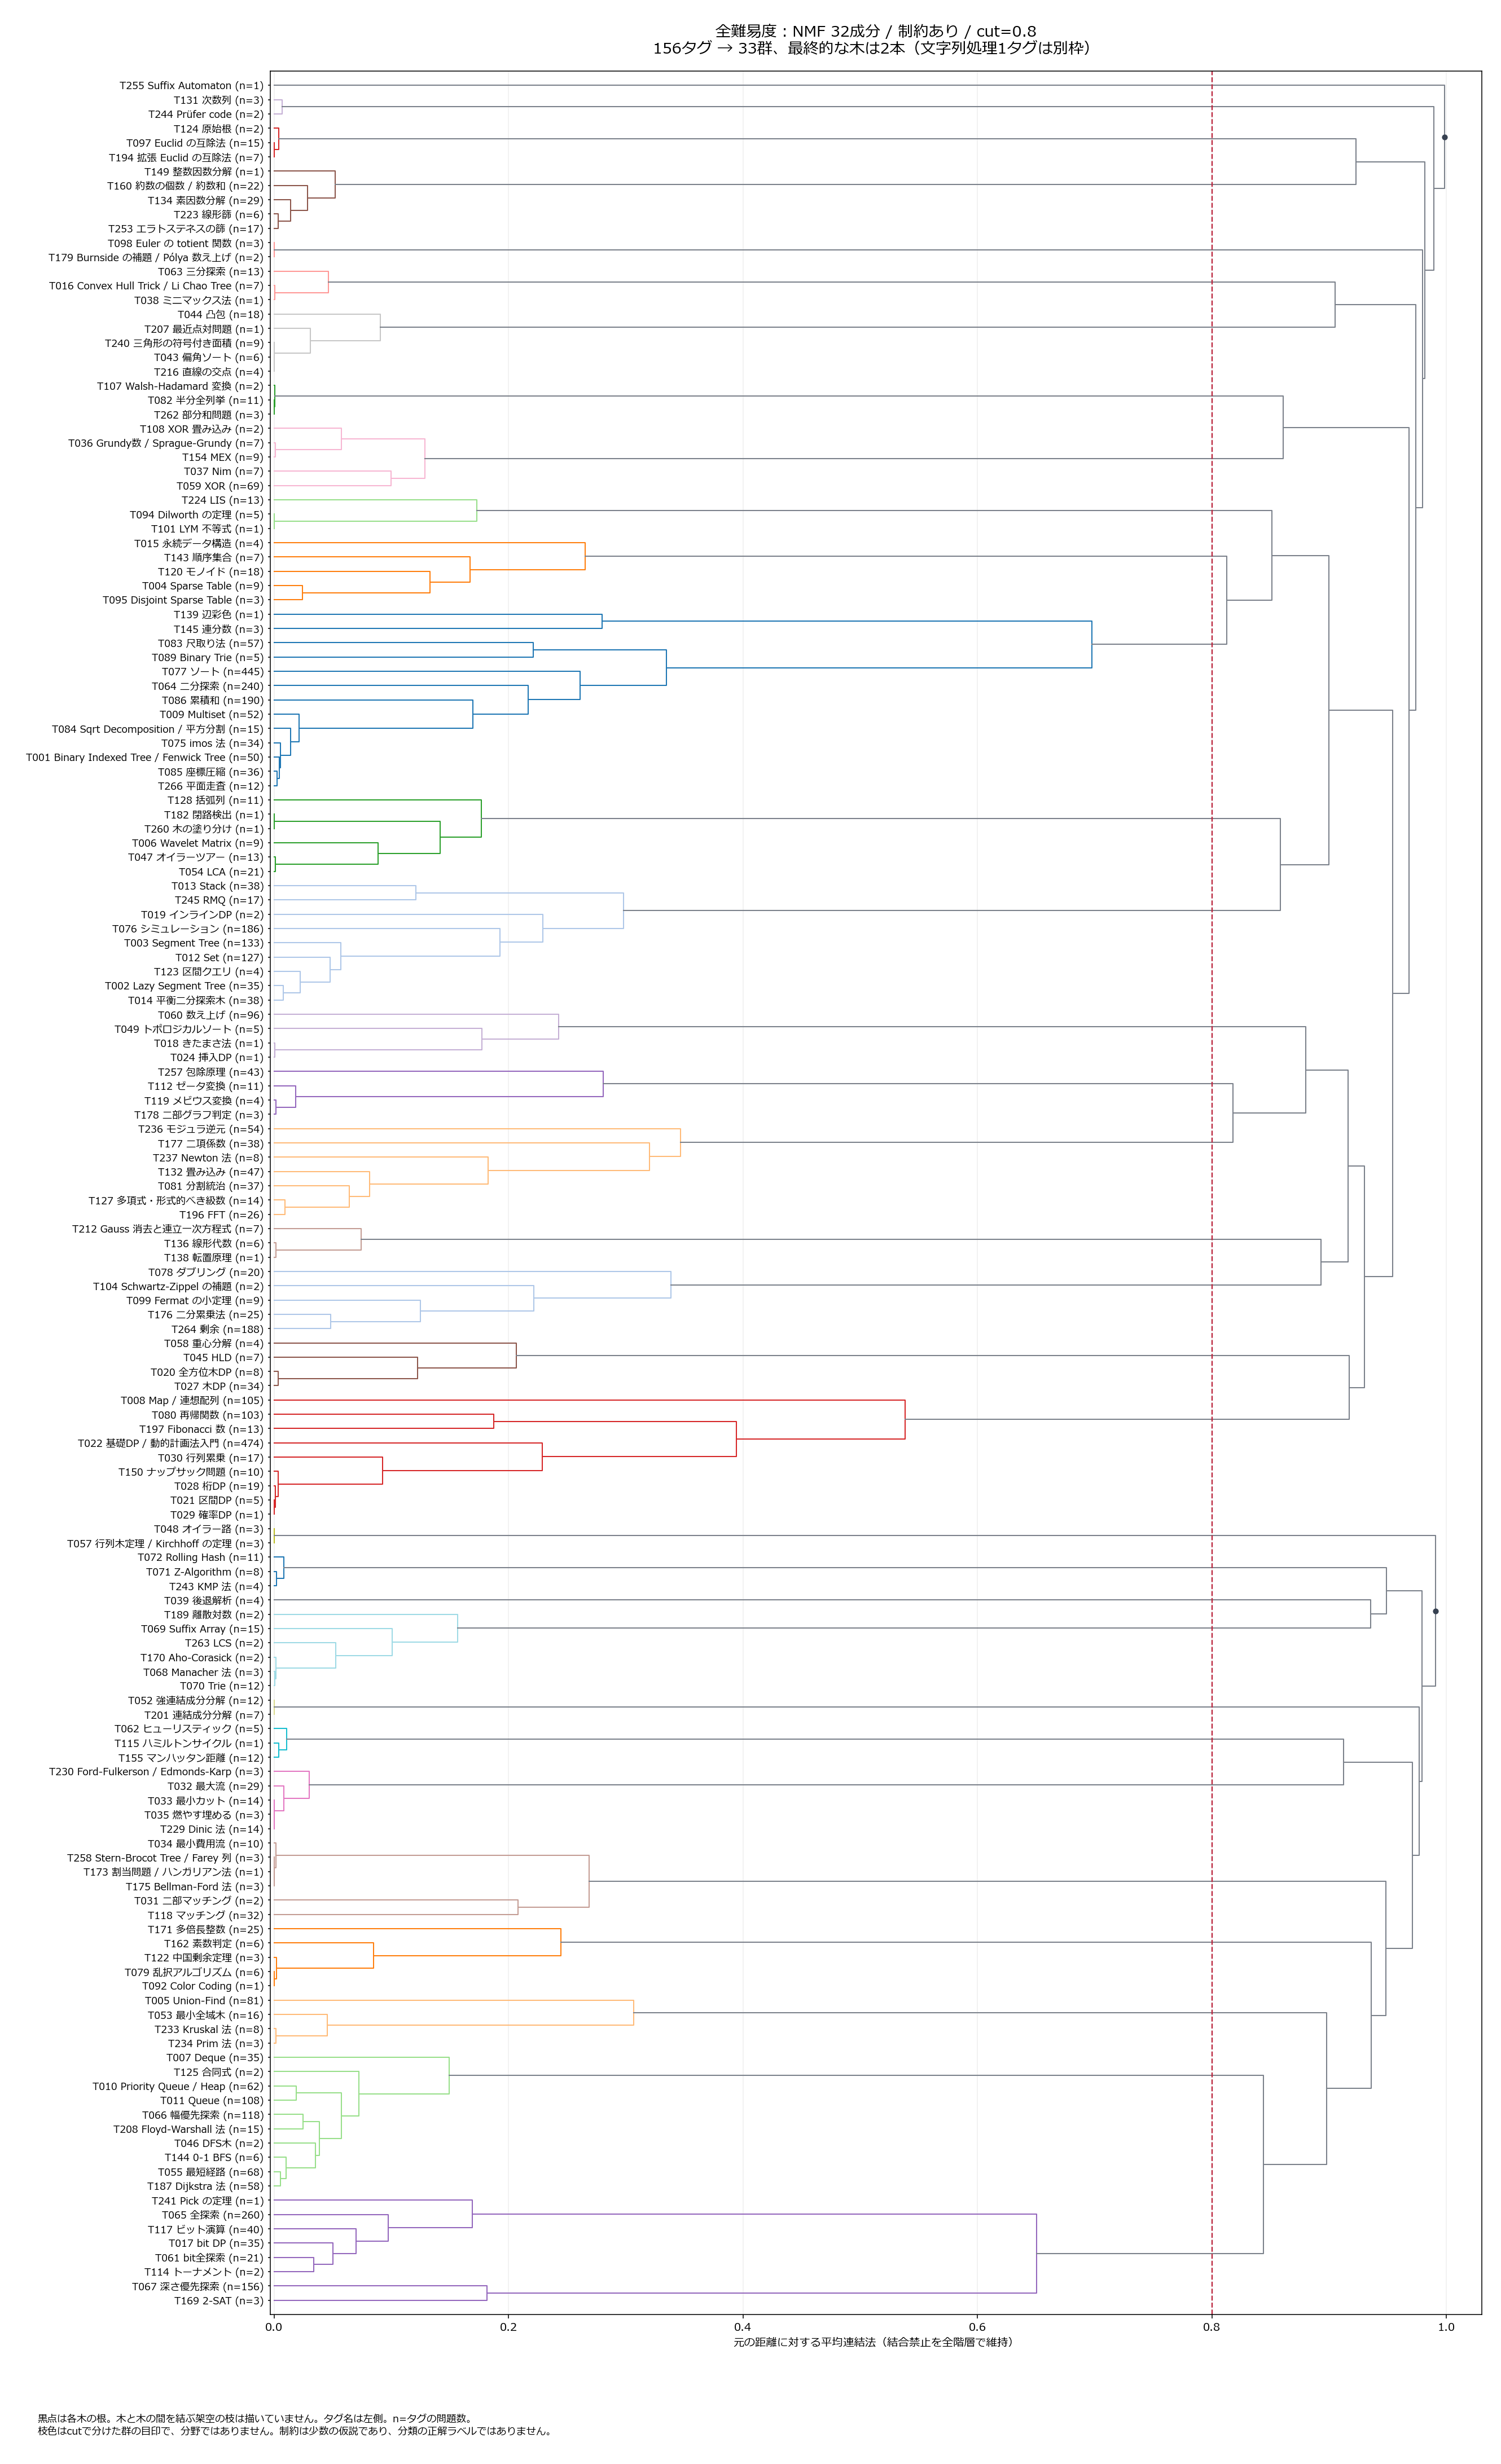 全難易度：NMF 32成分 / 制約あり / cut=0.8
156タグ → 33群、最終的な木は2本（文字列処理1タグは別枠）
T255 Suffix Automaton (n=1)
T131 次数列 (n=3)
T244 Prüfer code (n=2)
T124 原始根 (n=2)
T097 Euclid の互除法 (n=15)
T194 拡張 Euclid の互除法 (n=7)
T149 整数因数分解 (n=1)
T160 約数の個数 / 約数和 (n=22)
T134 素因数分解 (n=29)
T223 線形篩 (n=6)
T253 エラトステネスの篩 (n=17)
T098 Euler の totient 関数 (n=3)
T179 Burnside の補題 / Pólya 数え上げ (n=2)
T063 三分探索 (n=13)
T016 Convex Hull Trick / Li Chao Tree (n=7)
T038 ミニマックス法 (n=1)
T044 凸包 (n=18)
T207 最近点対問題 (n=1)
T240 三角形の符号付き面積 (n=9)
T043 偏角ソート (n=6)
T216 直線の交点 (n=4)
T107 Walsh-Hadamard 変換 (n=2)
T082 半分全列挙 (n=11)
T262 部分和問題 (n=3)
T108 XOR 畳み込み (n=2)
T036 Grundy数 / Sprague-Grundy (n=7)
T154 MEX (n=9)
T037 Nim (n=7)
T059 XOR (n=69)
T224 LIS (n=13)
T094 Dilworth の定理 (n=5)
T101 LYM 不等式 (n=1)
T015 永続データ構造 (n=4)
T143 順序集合 (n=7)
T120 モノイド (n=18)
T004 Sparse Table (n=9)
T095 Disjoint Sparse Table (n=3)
T139 辺彩色 (n=1)
T145 連分数 (n=3)
T083 尺取り法 (n=57)
T089 Binary Trie (n=5)
T077 ソート (n=445)
T064 二分探索 (n=240)
T086 累積和 (n=190)
T009 Multiset (n=52)
T084 Sqrt Decomposition / 平方分割 (n=15)
T075 imos 法 (n=34)
T001 Binary Indexed Tree / Fenwick Tree (n=50)
T085 座標圧縮 (n=36)
T266 平面走査 (n=12)
T128 括弧列 (n=11)
T182 閉路検出 (n=1)
T260 木の塗り分け (n=1)
T006 Wavelet Matrix (n=9)
T047 オイラーツアー (n=13)
T054 LCA (n=21)
T013 Stack (n=38)
T245 RMQ (n=17)
T019 インラインDP (n=2)
T076 シミュレーション (n=186)
T003 Segment Tree (n=133)
T012 Set (n=127)
T123 区間クエリ (n=4)
T002 Lazy Segment Tree (n=35)
T014 平衡二分探索木 (n=38)
T060 数え上げ (n=96)
T049 トポロジカルソート (n=5)
T018 きたまさ法 (n=1)
T024 挿入DP (n=1)
T257 包除原理 (n=43)
T112 ゼータ変換 (n=11)
T119 メビウス変換 (n=4)
T178 二部グラフ判定 (n=3)
T236 モジュラ逆元 (n=54)
T177 二項係数 (n=38)
T237 Newton 法 (n=8)
T132 畳み込み (n=47)
T081 分割統治 (n=37)
T127 多項式・形式的べき級数 (n=14)
T196 FFT (n=26)
T212 Gauss 消去と連立一次方程式 (n=7)
T136 線形代数 (n=6)
T138 転置原理 (n=1)
T078 ダブリング (n=20)
T104 Schwartz-Zippel の補題 (n=2)
T099 Fermat の小定理 (n=9)
T176 二分累乗法 (n=25)
T264 剰余 (n=188)
T058 重心分解 (n=4)
T045 HLD (n=7)
T020 全方位木DP (n=8)
T027 木DP (n=34)
T008 Map / 連想配列 (n=105)
T080 再帰関数 (n=103)
T197 Fibonacci 数 (n=13)
T022 基礎DP / 動的計画法入門 (n=474)
T030 行列累乗 (n=17)
T150 ナップサック問題 (n=10)
T028 桁DP (n=19)
T021 区間DP (n=5)
T029 確率DP (n=1)
T048 オイラー路 (n=3)
T057 行列木定理 / Kirchhoff の定理 (n=3)
T072 Rolling Hash (n=11)
T071 Z-Algorithm (n=8)
T243 KMP 法 (n=4)
T039 後退解析 (n=4)
T189 離散対数 (n=2)
T069 Suffix Array (n=15)
T263 LCS (n=2)
T170 Aho-Corasick (n=2)
T068 Manacher 法 (n=3)
T070 Trie (n=12)
T052 強連結成分分解 (n=12)
T201 連結成分分解 (n=7)
T062 ヒューリスティック (n=5)
T115 ハミルトンサイクル (n=1)
T155 マンハッタン距離 (n=12)
T230 Ford-Fulkerson / Edmonds-Karp (n=3)
T032 最大流 (n=29)
T033 最小カット (n=14)
T035 燃やす埋める (n=3)
T229 Dinic 法 (n=14)
T034 最小費用流 (n=10)
T258 Stern-Brocot Tree / Farey 列 (n=3)
T173 割当問題 / ハンガリアン法 (n=1)
T175 Bellman-Ford 法 (n=3)
T031 二部マッチング (n=2)
T118 マッチング (n=32)
T171 多倍長整数 (n=25)
T162 素数判定 (n=6)
T122 中国剰余定理 (n=3)
T079 乱択アルゴリズム (n=6)
T092 Color Coding (n=1)
T005 Union-Find (n=81)
T053 最小全域木 (n=16)
T233 Kruskal 法 (n=8)
T234 Prim 法 (n=3)
T007 Deque (n=35)
T125 合同式 (n=2)
T010 Priority Queue / Heap (n=62)
T011 Queue (n=108)
T066 幅優先探索 (n=118)
T208 Floyd-Warshall 法 (n=15)
T046 DFS木 (n=2)
T144 0-1 BFS (n=6)
T055 最短経路 (n=68)
T187 Dijkstra 法 (n=58)
T241 Pick の定理 (n=1)
T065 全探索 (n=260)
T117 ビット演算 (n=40)
T017 bit DP (n=35)
T061 bit全探索 (n=21)
T114 トーナメント (n=2)
T067 深さ優先探索 (n=156)
T169 2-SAT (n=3)
0.0 0.2 0.4 0.6 0.8 1.0
元の距離に対する平均連結法（結合禁止を全階層で維持）
黒点は各木の根。木と木の間を結ぶ架空の枝は描いていません。タグ名は左側。n=タグの問題数。
枝色はcutで分けた群の目印で、分野ではありません。制約は少数の仮説であり、分類の正解ラベルではありません。